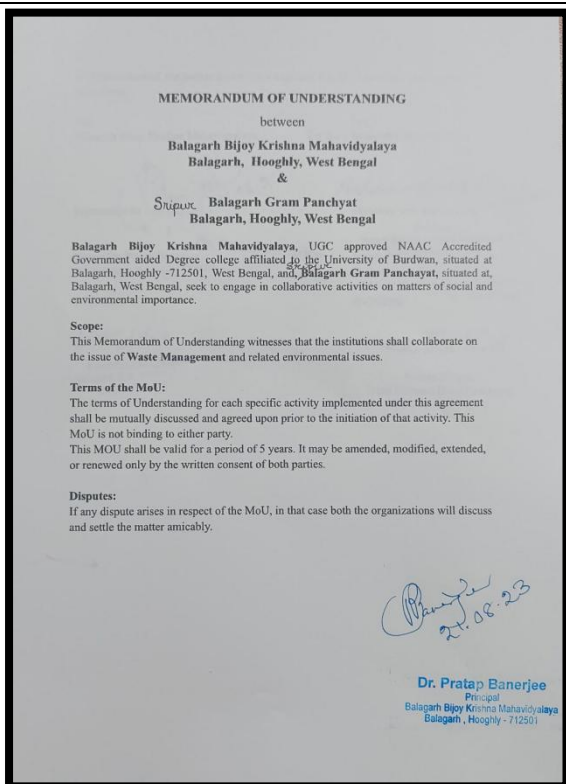 MEMORANDUM OF UNDERSTANDING
between
Balagarh Bijoy Krishna Mahavidyalaya
Balagarh, Hooghly, West Bengal
&
Sripur Balagarh Gram Panchyat
Balagarh, Hooghly, West Bengal
Balagarh Bijoy Krishna Mahavidyalaya, UGC approved NAAC Accredited
Government aided Degree college affiliated to the University of Burdwan, situated at
Balagarh, Hooghly -712501, West Bengal, and, Sripur Balagarh Gram Panchayat, situated at,
Balagarh, West Bengal, seek to engage in collaborative activities on matters of social and
environmental importance.
Scope:
This Memorandum of Understanding witnesses that the institutions shall collaborate on
the issue of Waste Management and related environmental issues.
Terms of the MoU:
The terms of Understanding for each specific activity implemented under this agreement
shall be mutually discussed and agreed upon prior to the initiation of that activity. This
MoU is not binding to either party.
This MOU shall be valid for a period of 5 years. It may be amended, modified, extended,
or renewed only by the written consent of both parties.
Disputes:
If any dispute arises in respect of the MoU, in that case both the organizations will discuss
and settle the matter amicably.
Banerjee
Dr. Pratap Banerjee
Principal
Balagarh Bijoy Krishna Mahavidyalaya
Balagarh , Hooghly - 712501